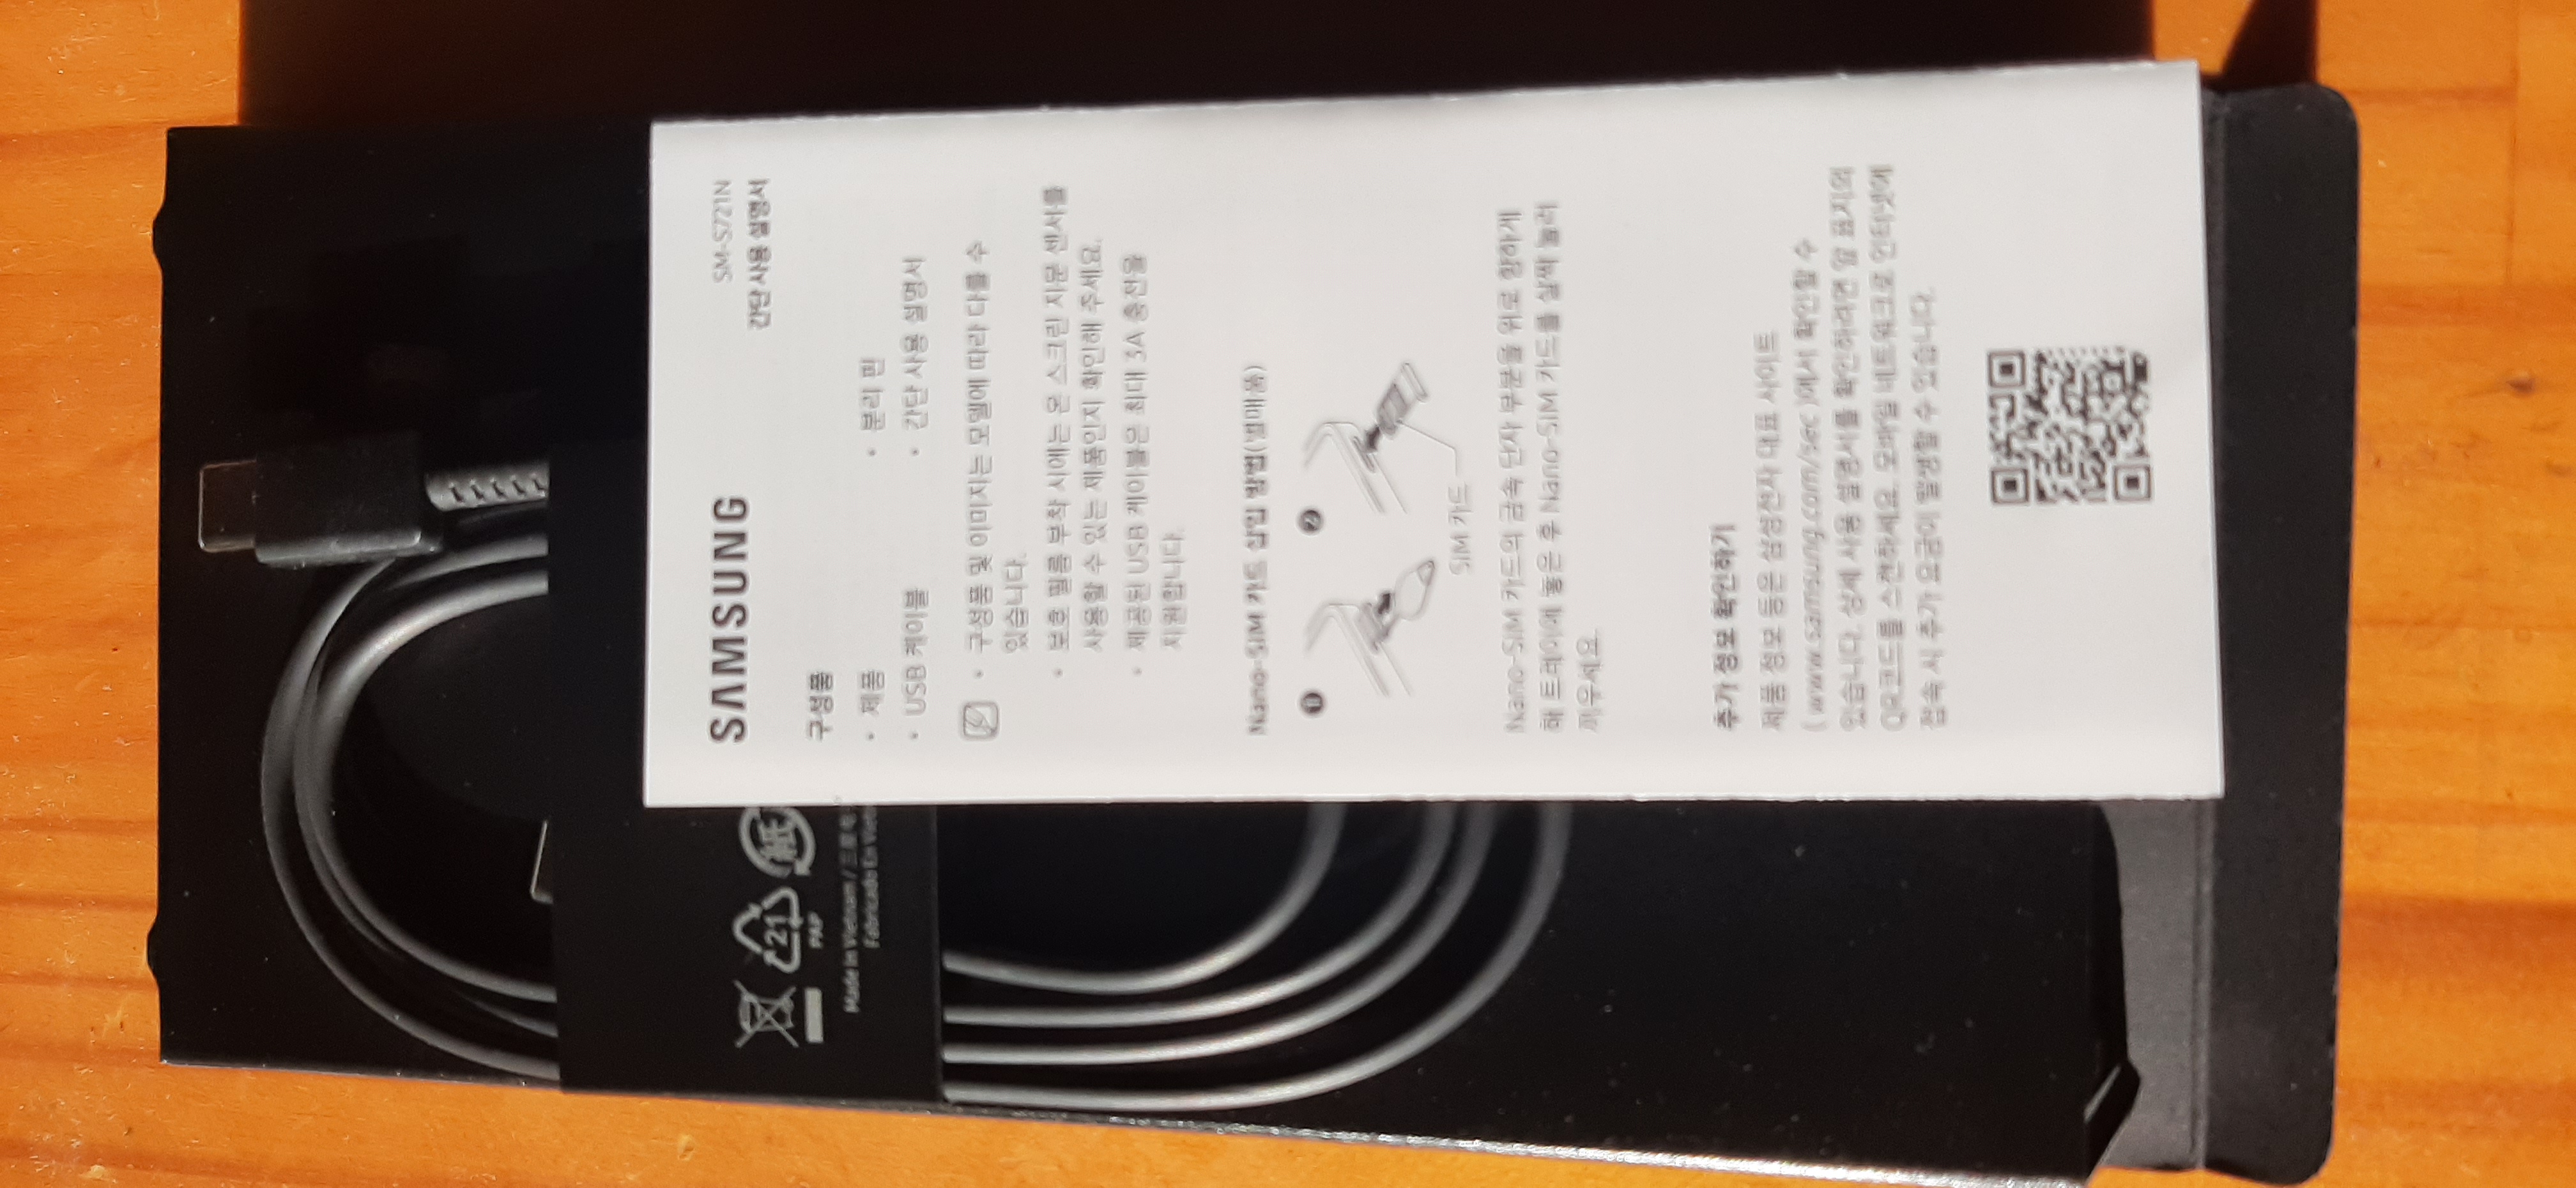 SAMSUNG
SM-S721N
간단 사용 설명서
구성품
• 제품
• 분리 핀
• USB 케이블
• 간단 사용 설명서
• 구성품 및 이미지는 모델에 따라 다를 수
있습니다.
• 보호 필름 부착 시에는 온 스크린 지문 센서를
사용할 수 있는 제품인지 확인해 주세요.
• 제공된 USB 케이블은 최대 3A 충전을
지원합니다.
Nano-SIM 카드 삽입 방법(별매품)
❶
❷
SIM 카드
Nano-SIM 카드의 금속 단자 부분을 위로 향하게
해 트레이에 놓은 후 Nano-SIM 카드를 살짝 눌러
끼우세요.
추가 정보 확인하기
제품 정보 등은 삼성전자 대표 사이트
(www.samsung.com/sec)에서 확인할 수
있습니다. 상세 사용 설명서를 확인하려면 앞 표지의
QR코드를 스캔하세요. 모바일 네트워크로 인터넷에
접속 시 추가 요금이 발생할 수 있습니다.
21
PAP
紙
Made in Vietnam /
Fabricado En